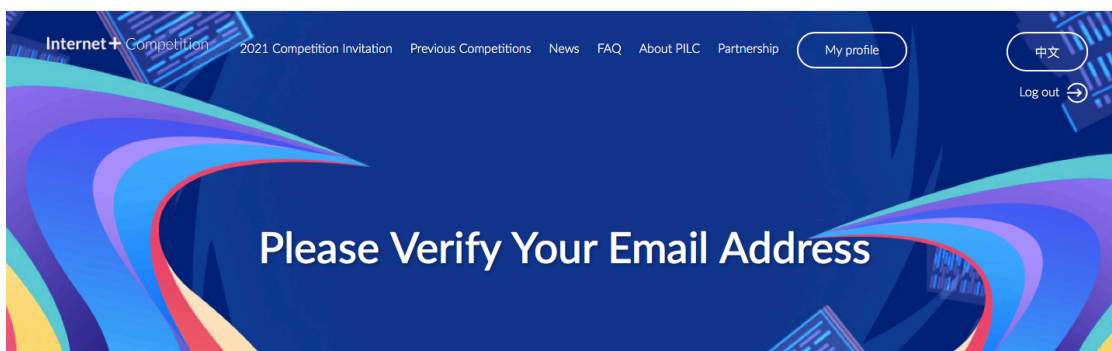 Internet+ Competition 2021 Competition Invitation Previous Competitions News FAQ About PILC Partnership My profile 中文
Log out
Please Verify Your Email Address